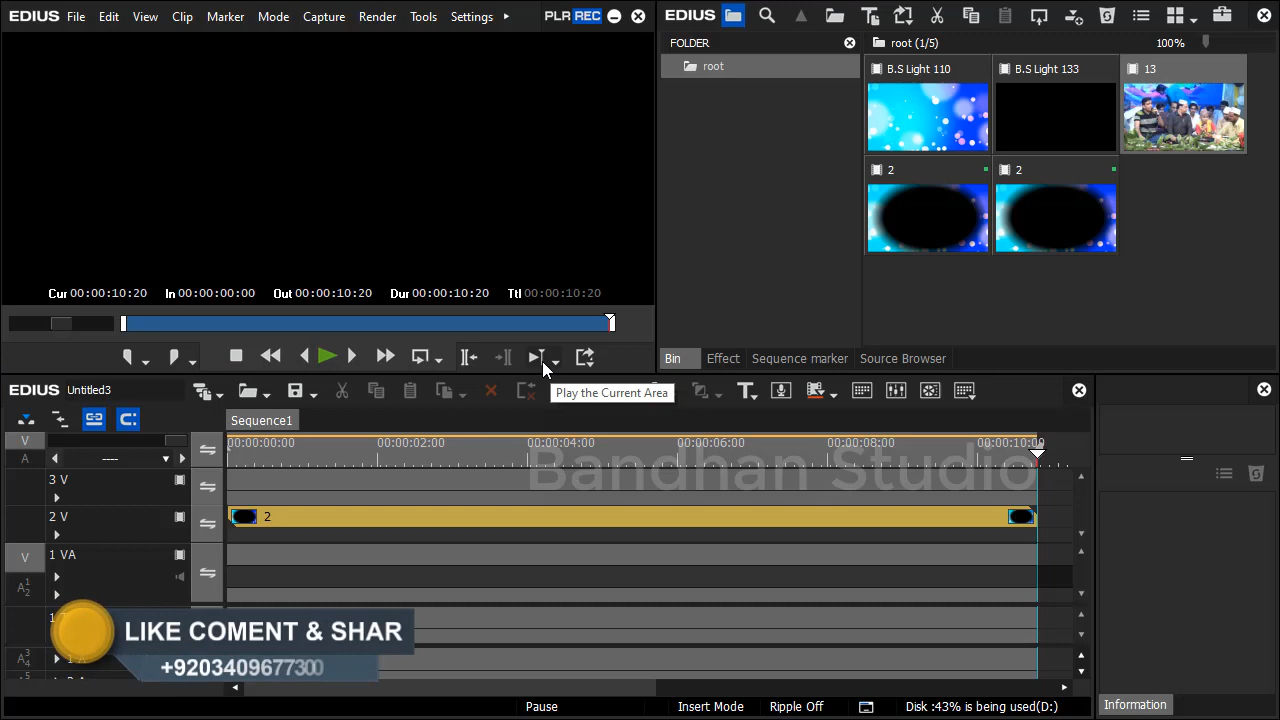 EDIUS File Edit View Clip Marker Mode Capture Render Tools Settings PLR REC
Cur 00:00:10:20 In 00:00:00:00 Out 00:00:10:20 Dur 00:00:10:20 Ttl 00:00:10:20
EDIUS
FOLDER
root
root (1/5) 100%
B.S Light 110 B.S Light 133 13
2 2
Bin Effect Sequence marker Source Browser
Play the Current Area
EDIUS Untitled3
Sequence1
V
A
----
00:00:00:00 00:00:02:00 00:00:04:00 00:00:06:00 00:00:08:00 00:00:10:00
Bandhan Studio
3 V
2 V 2
V 1 VA
LIKE COMENT & SHAR
+9203409677300
Pause Insert Mode Ripple Off Disk :43% is being used(D:)
Information